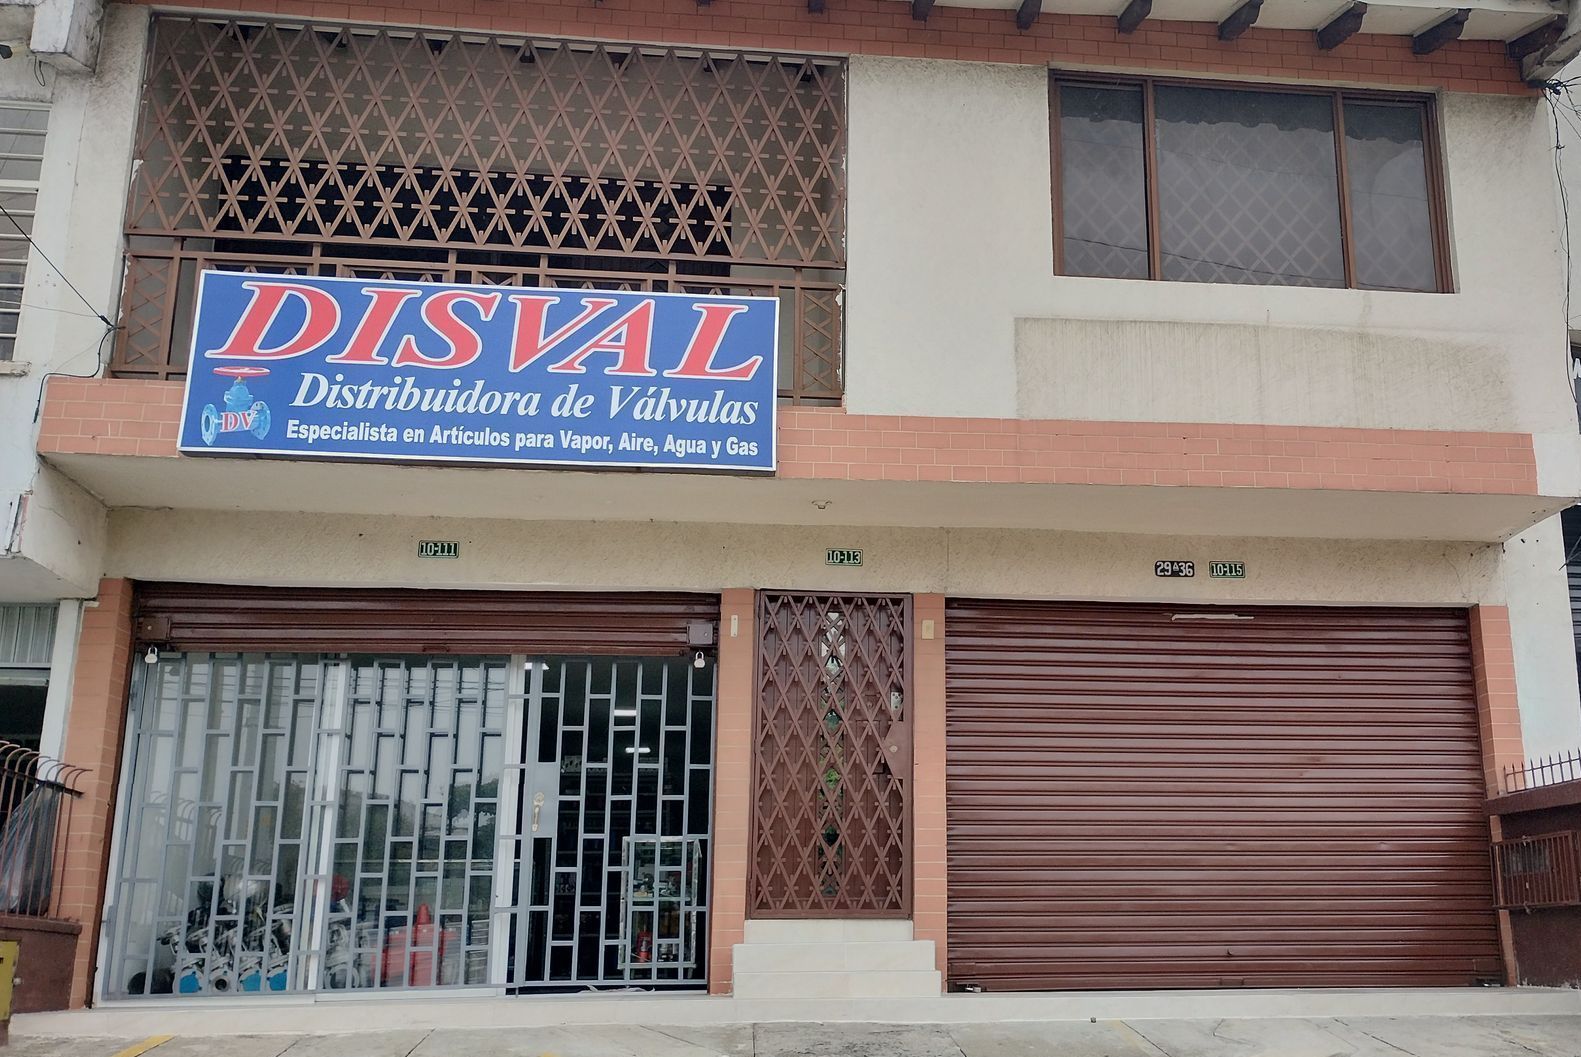 DISVAL
Distribuidora de Válvulas
DV
Especialista en Artículos para Vapor, Aire, Agua y Gas
10-111
10-113
29A36
10-115